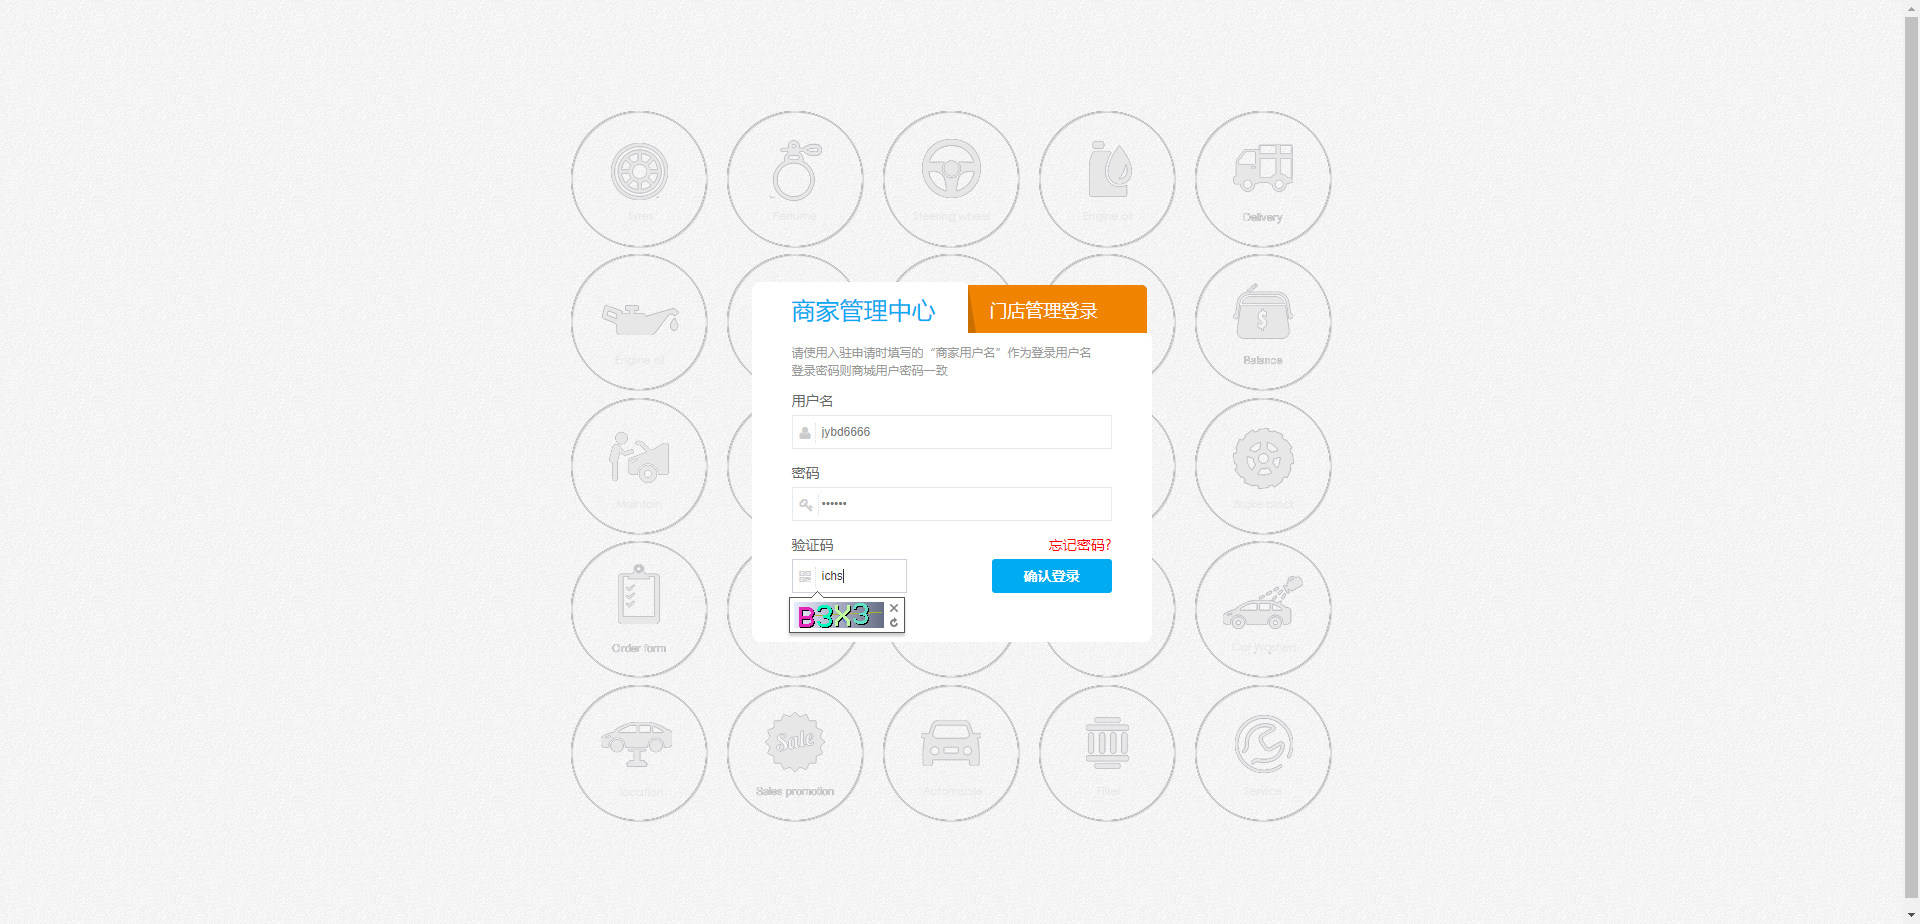 Tyres
Perfume
Steering wheel
Engine oil
Delivery
商家管理中心
门店管理登录
请使用入驻申请时填写的“商家用户名”作为登录用户名
登录密码则商城用户密码一致
用户名
jybd6666
密码
••••••
验证码
忘记密码?
ichs
确认登录
B3X3
Engine oil
$
Balance
Maintain
Brake block
Order form
Car Washers
location
Sale
Sales promotion
Automobile
Filter
Service